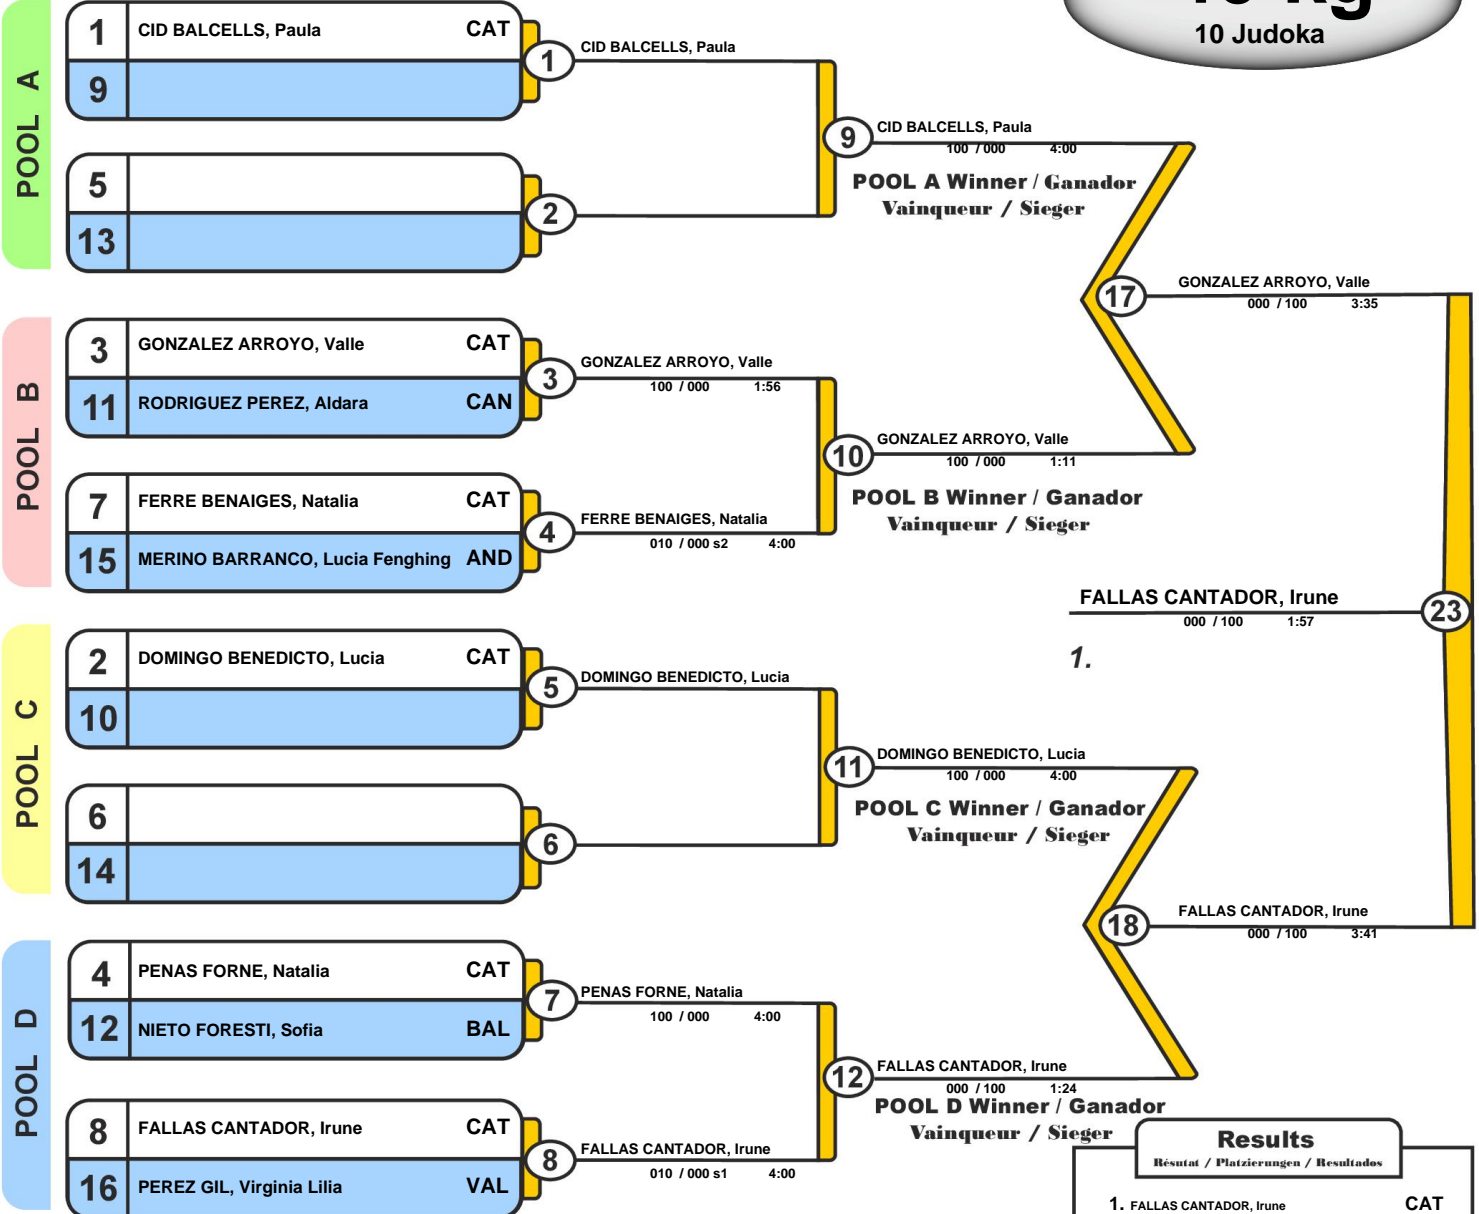 10 Judoka
POOL A
1 CID BALCELLS, Paula CAT
9
1
CID BALCELLS, Paula
5
13
2
9
CID BALCELLS, Paula
100 / 000 4:00
POOL A Winner / Ganador
Vainqueur / Sieger
17
GONZALEZ ARROYO, Valle
000 / 100 3:35
POOL B
3 GONZALEZ ARROYO, Valle CAT
11 RODRIGUEZ PEREZ, Aldara CAN
3
GONZALEZ ARROYO, Valle
100 / 000 1:56
7 FERRE BENAIGES, Natalia CAT
15 MERINO BARRANCO, Lucia Fenghing AND
4
FERRE BENAIGES, Natalia
010 / 000 s2 4:00
10
GONZALEZ ARROYO, Valle
100 / 000 1:11
POOL B Winner / Ganador
Vainqueur / Sieger
FALLAS CANTADOR, Irune
000 / 100 1:57
23
1.
POOL C
2 DOMINGO BENEDICTO, Lucia CAT
10
5
DOMINGO BENEDICTO, Lucia
6
14
6
11
DOMINGO BENEDICTO, Lucia
100 / 000 4:00
POOL C Winner / Ganador
Vainqueur / Sieger
18
FALLAS CANTADOR, Irune
000 / 100 3:41
POOL D
4 PENAS FORNE, Natalia CAT
12 NIETO FORESTI, Sofia BAL
7
PENAS FORNE, Natalia
100 / 000 4:00
8 FALLAS CANTADOR, Irune CAT
16 PEREZ GIL, Virginia Lilia VAL
8
FALLAS CANTADOR, Irune
010 / 000 s1 4:00
12
FALLAS CANTADOR, Irune
000 / 100 1:24
POOL D Winner / Ganador
Vainqueur / Sieger
Results
Résutat / Platzierungen / Resultados
1. FALLAS CANTADOR, Irune CAT